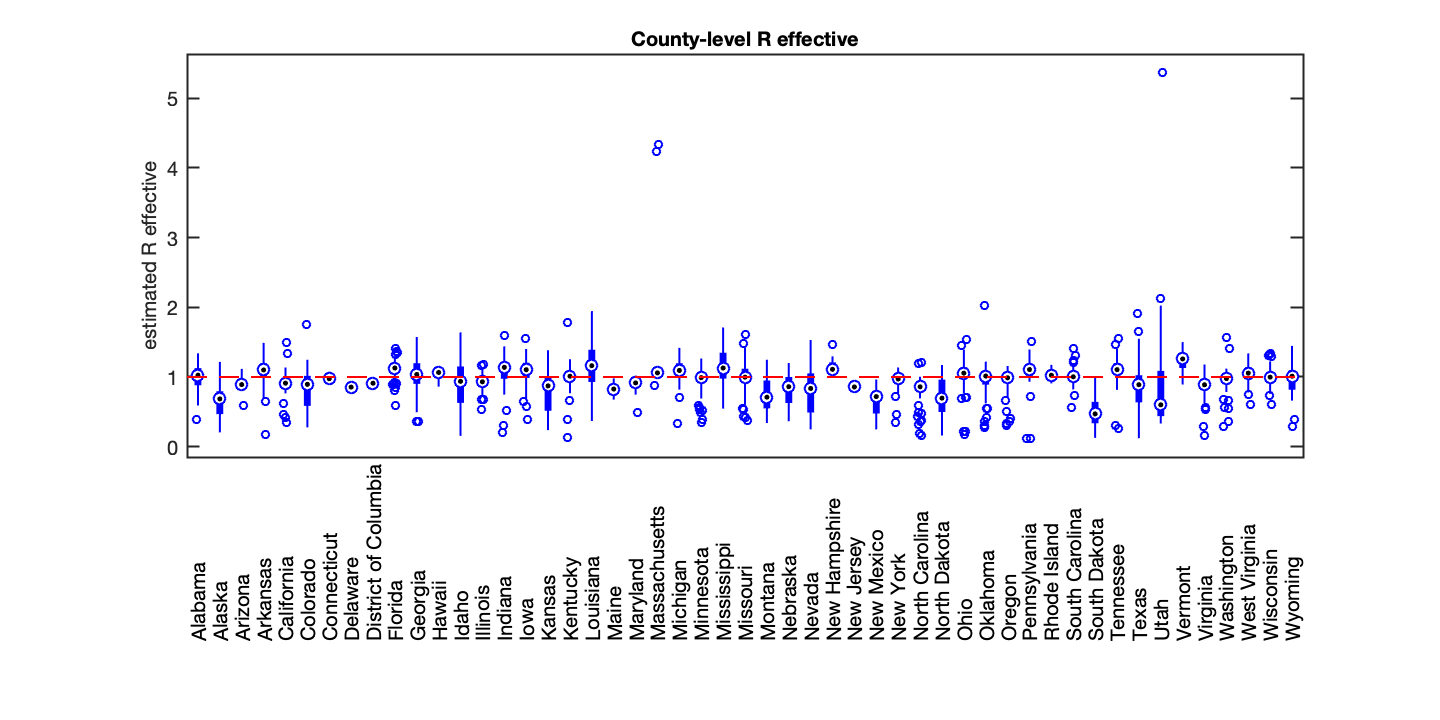 County-level R effective
estimated R effective
5
4
3
2
1
0
Alabama
Alaska
Arizona
Arkansas
California
Colorado
Connecticut
Delaware
District of Columbia
Florida
Georgia
Hawaii
Idaho
Illinois
Indiana
Iowa
Kansas
Kentucky
Louisiana
Maine
Maryland
Massachusetts
Michigan
Minnesota
Mississippi
Missouri
Montana
Nebraska
Nevada
New Hampshire
New Jersey
New Mexico
New York
North Carolina
North Dakota
Ohio
Oklahoma
Oregon
Pennsylvania
Rhode Island
South Carolina
South Dakota
Tennessee
Texas
Utah
Vermont
Virginia
Washington
West Virginia
Wisconsin
Wyoming